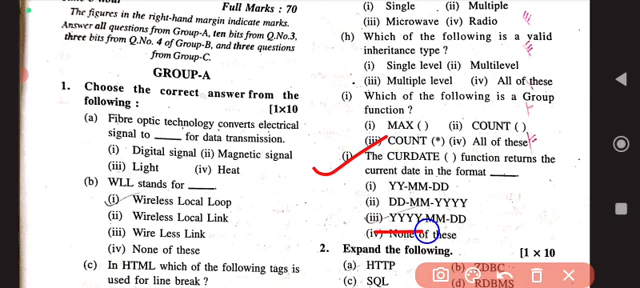 Full Marks : 70
The figures in the right-hand margin indicate marks.
Answer all questions from Group-A, ten bits from Q.No.3,
three bits from Q.No. 4 of Group-B, and three questions
from Group-C.
GROUP-A
1. Choose the correct answer from the
following : [1×10
(a) Fibre optic technology converts electrical
signal to _____ for data transmission.
(i) Digital signal (ii) Magnetic signal
(iii) Light (iv) Heat
(b) WLL stands for _____.
(i) Wireless Local Loop
(ii) Wireless Local Link
(iii) Wire Less Link
(iv) None of these
(c) In HTML which of the following tags is
used for line break ?
(i) Single (ii) Multiple
(iii) Microwave (iv) Radio
(h) Which of the following is a valid
inheritance type ?
(i) Single level (ii) Multilevel
(iii) Multiple level (iv) All of these
(i) Which of the following is a Group
function ?
(i) MAX ( ) (ii) COUNT ( )
(iii) COUNT (*) (iv) All of these
(j) The CURDATE ( ) function returns the
current date in the format _____
(i) YY-MM-DD
(ii) DD-MM-YYYY
(iii) YYYY-MM-DD
(iv) None of these
2. Expand the following. [1 × 10
(a) HTTP (b) ZDBC
(c) SQL (d) RDBMS